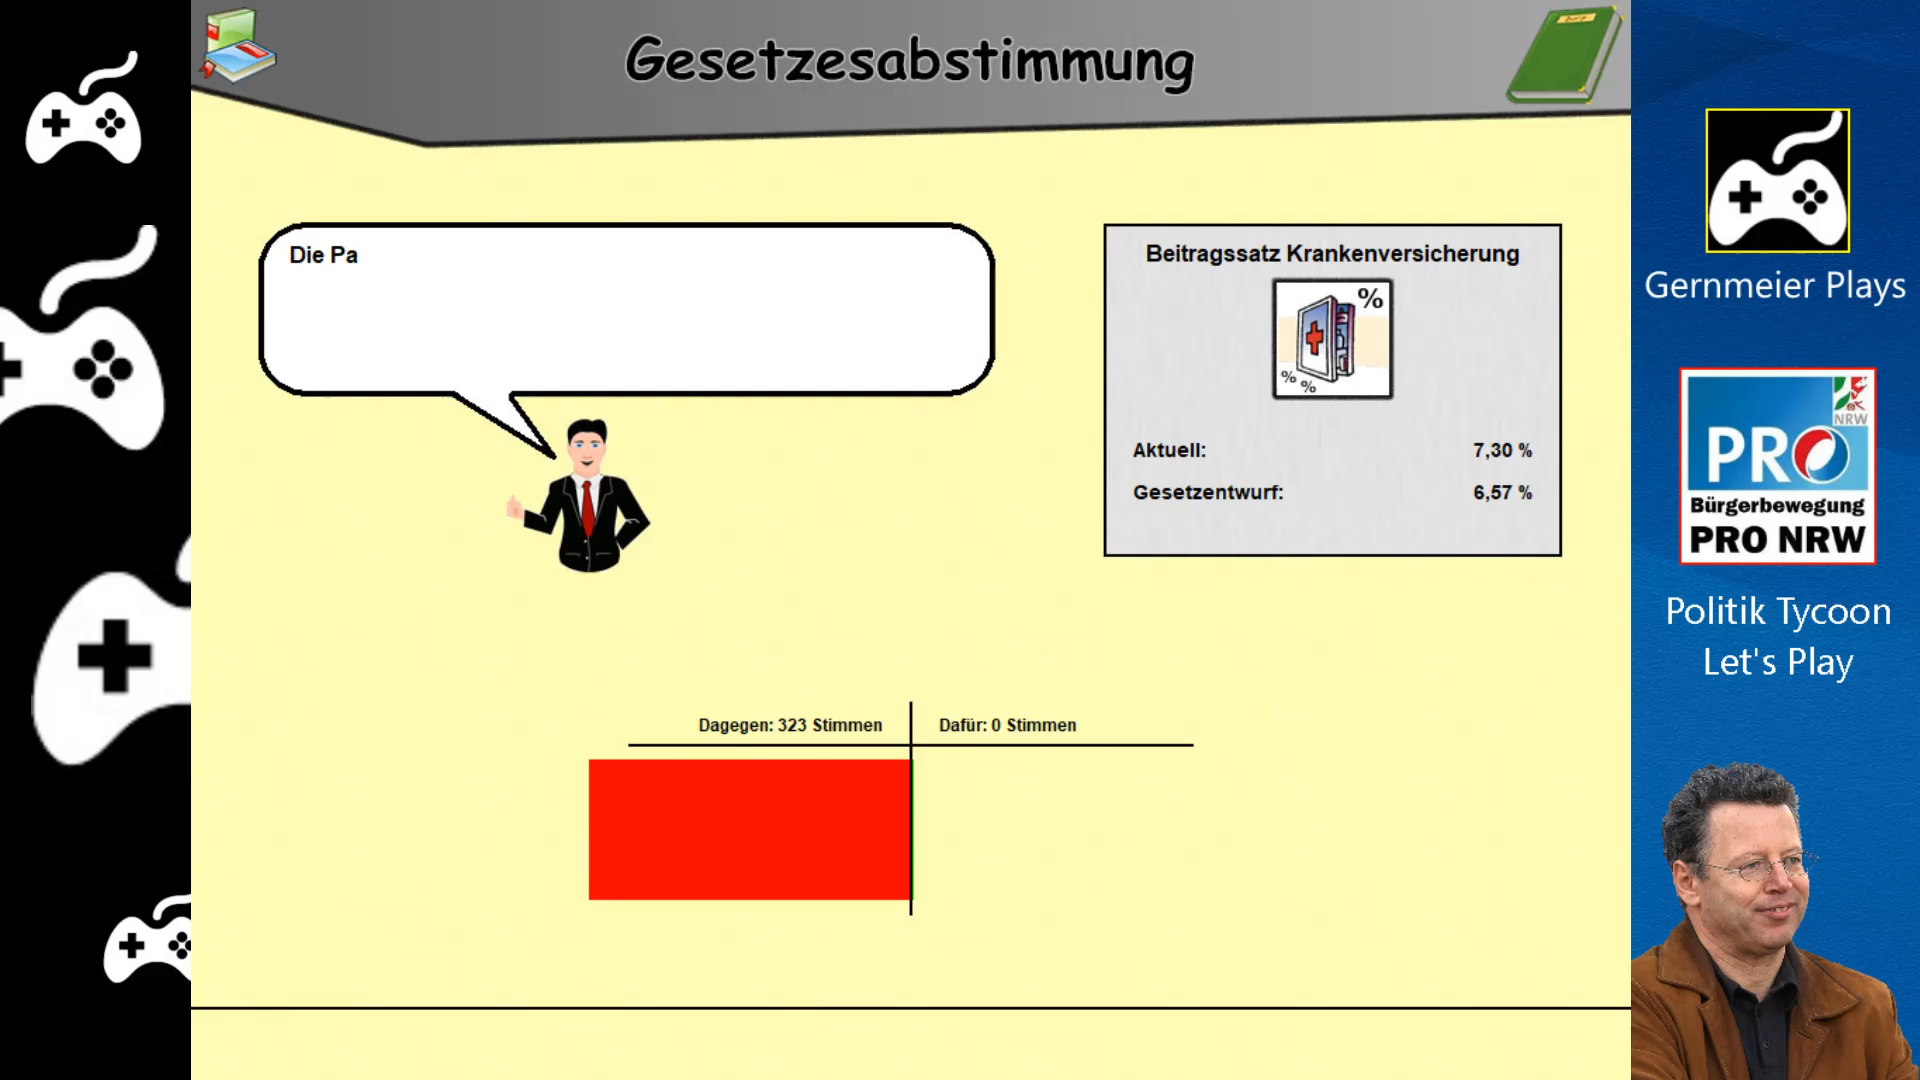 Gesetzesabstimmung
Die Pa
Beitragssatz Krankenversicherung
%
% %
Aktuell: 7,30 %
Gesetzentwurf: 6,57 %
Dagegen: 323 Stimmen
Dafür: 0 Stimmen
Gernmeier Plays
NRW
PRO
Bürgerbewegung
PRO NRW
Politik Tycoon
Let's Play